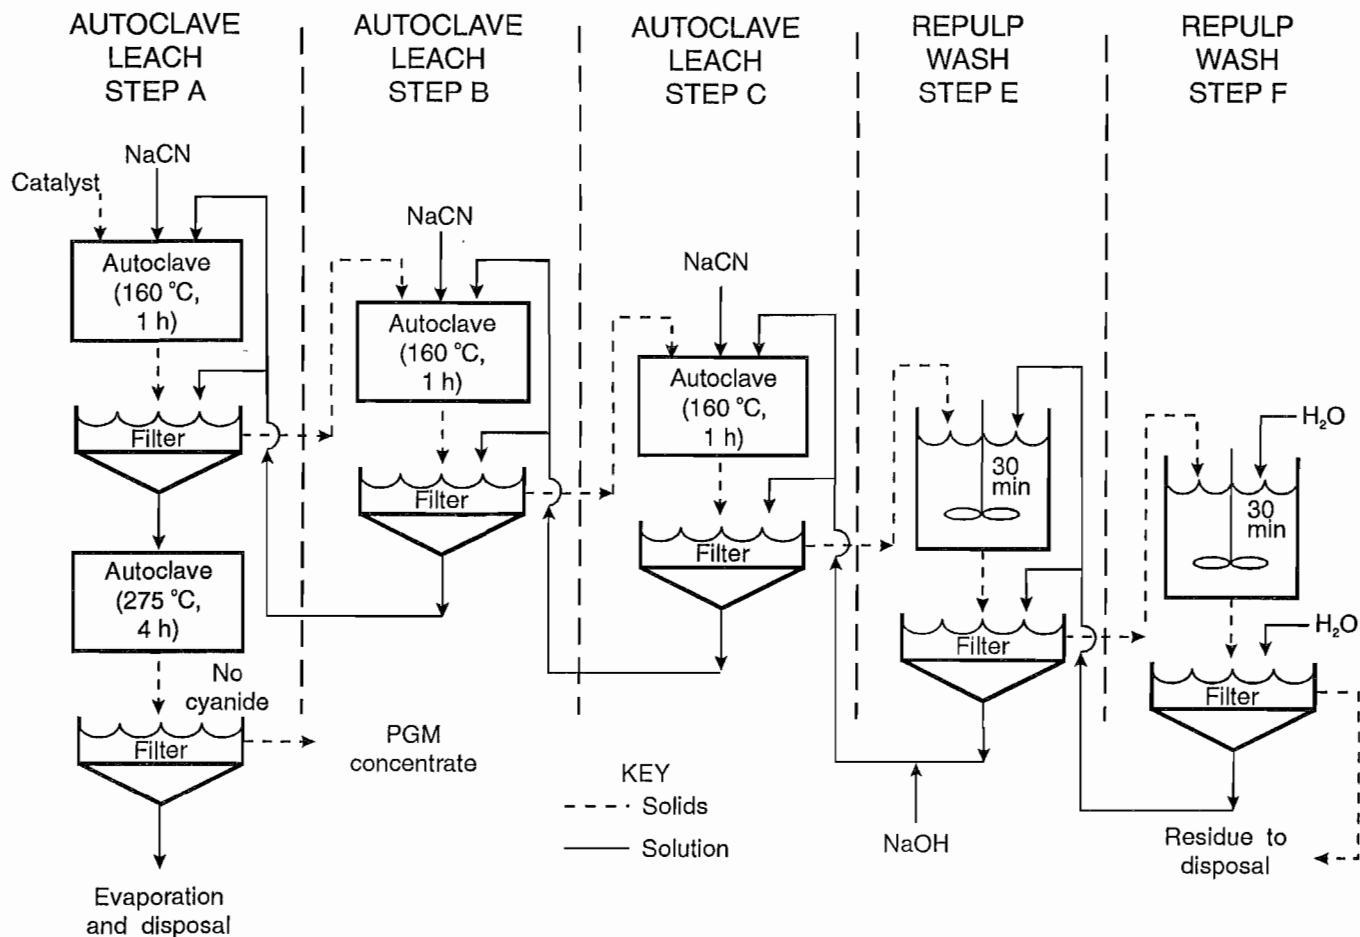 AUTOCLAVE
LEACH
STEP A
AUTOCLAVE
LEACH
STEP B
AUTOCLAVE
LEACH
STEP C
REPULP
WASH
STEP E
REPULP
WASH
STEP F
NaCN
Catalyst
Autoclave
(160 °C,
1 h)
Filter
Autoclave
(275 °C,
4 h)
No
cyanide
Filter
Evaporation
and disposal
PGM
concentrate
NaCN
Autoclave
(160 °C,
1 h)
Filter
NaCN
Autoclave
(160 °C,
1 h)
Filter
KEY
Solids
Solution
30
min
Filter
NaOH
H₂O
30
min
H₂O
Filter
Residue to
disposal